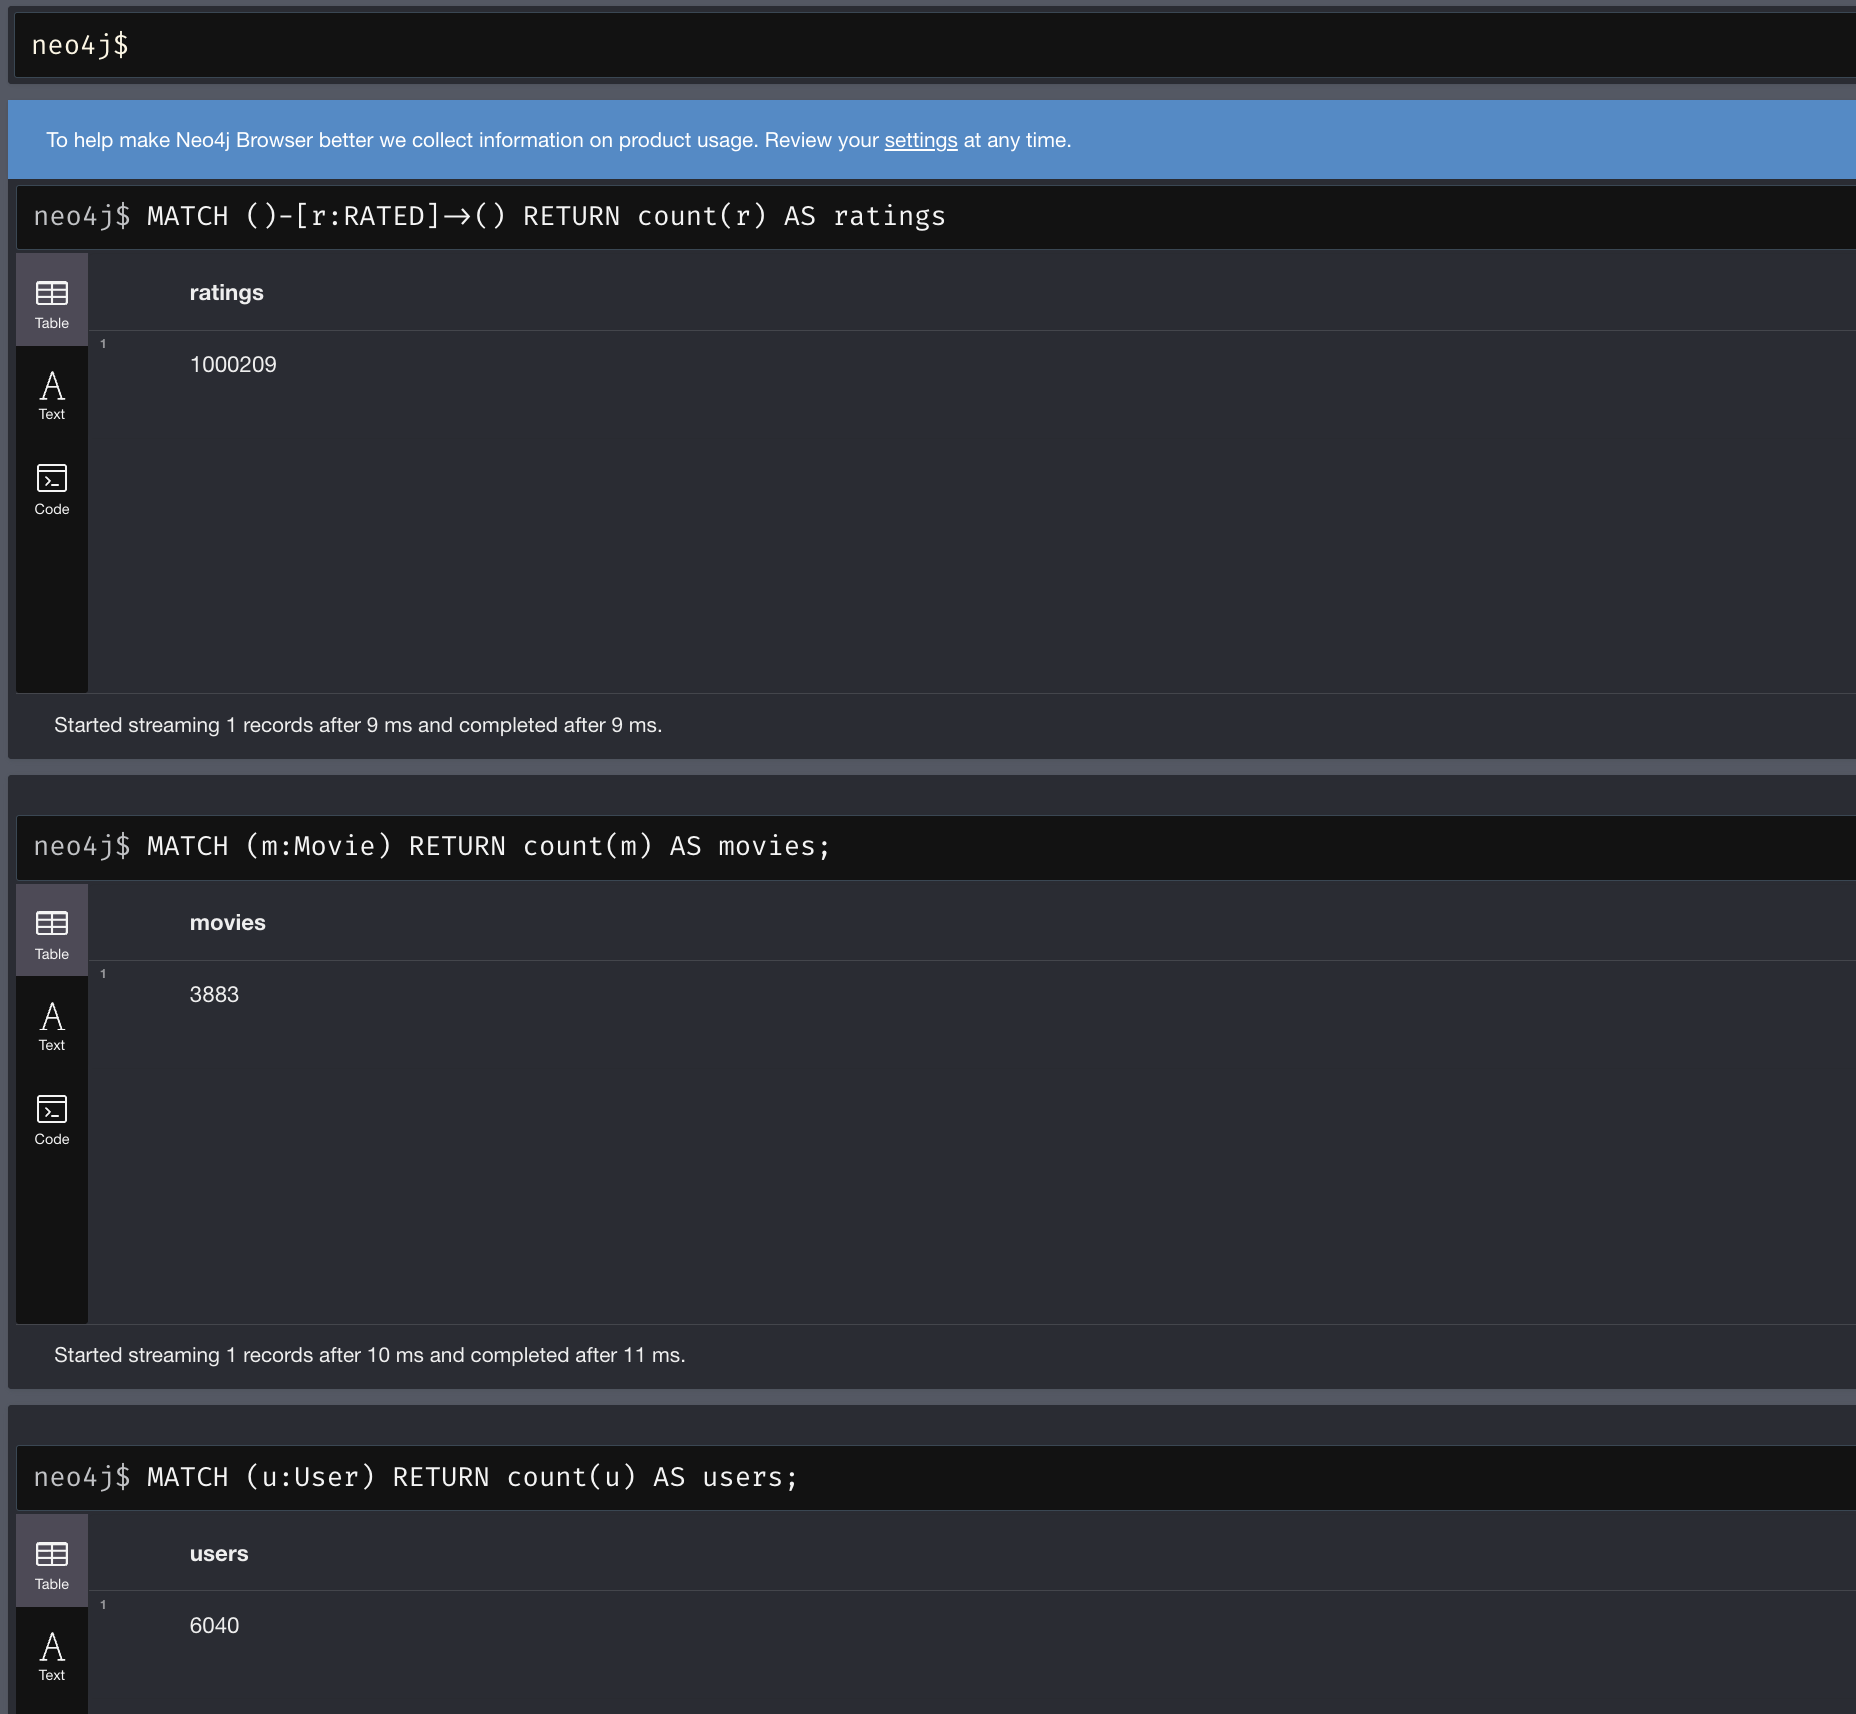 neo4j$
To help make Neo4j Browser better we collect information on product usage. Review your settings at any time.
neo4j$ MATCH ()-[r:RATED]->() RETURN count(r) AS ratings
Table
ratings
1
1000209
Text
Code
Started streaming 1 records after 9 ms and completed after 9 ms.
neo4j$ MATCH (m:Movie) RETURN count(m) AS movies;
Table
movies
1
3883
Text
Code
Started streaming 1 records after 10 ms and completed after 11 ms.
neo4j$ MATCH (u:User) RETURN count(u) AS users;
Table
users
1
6040
Text